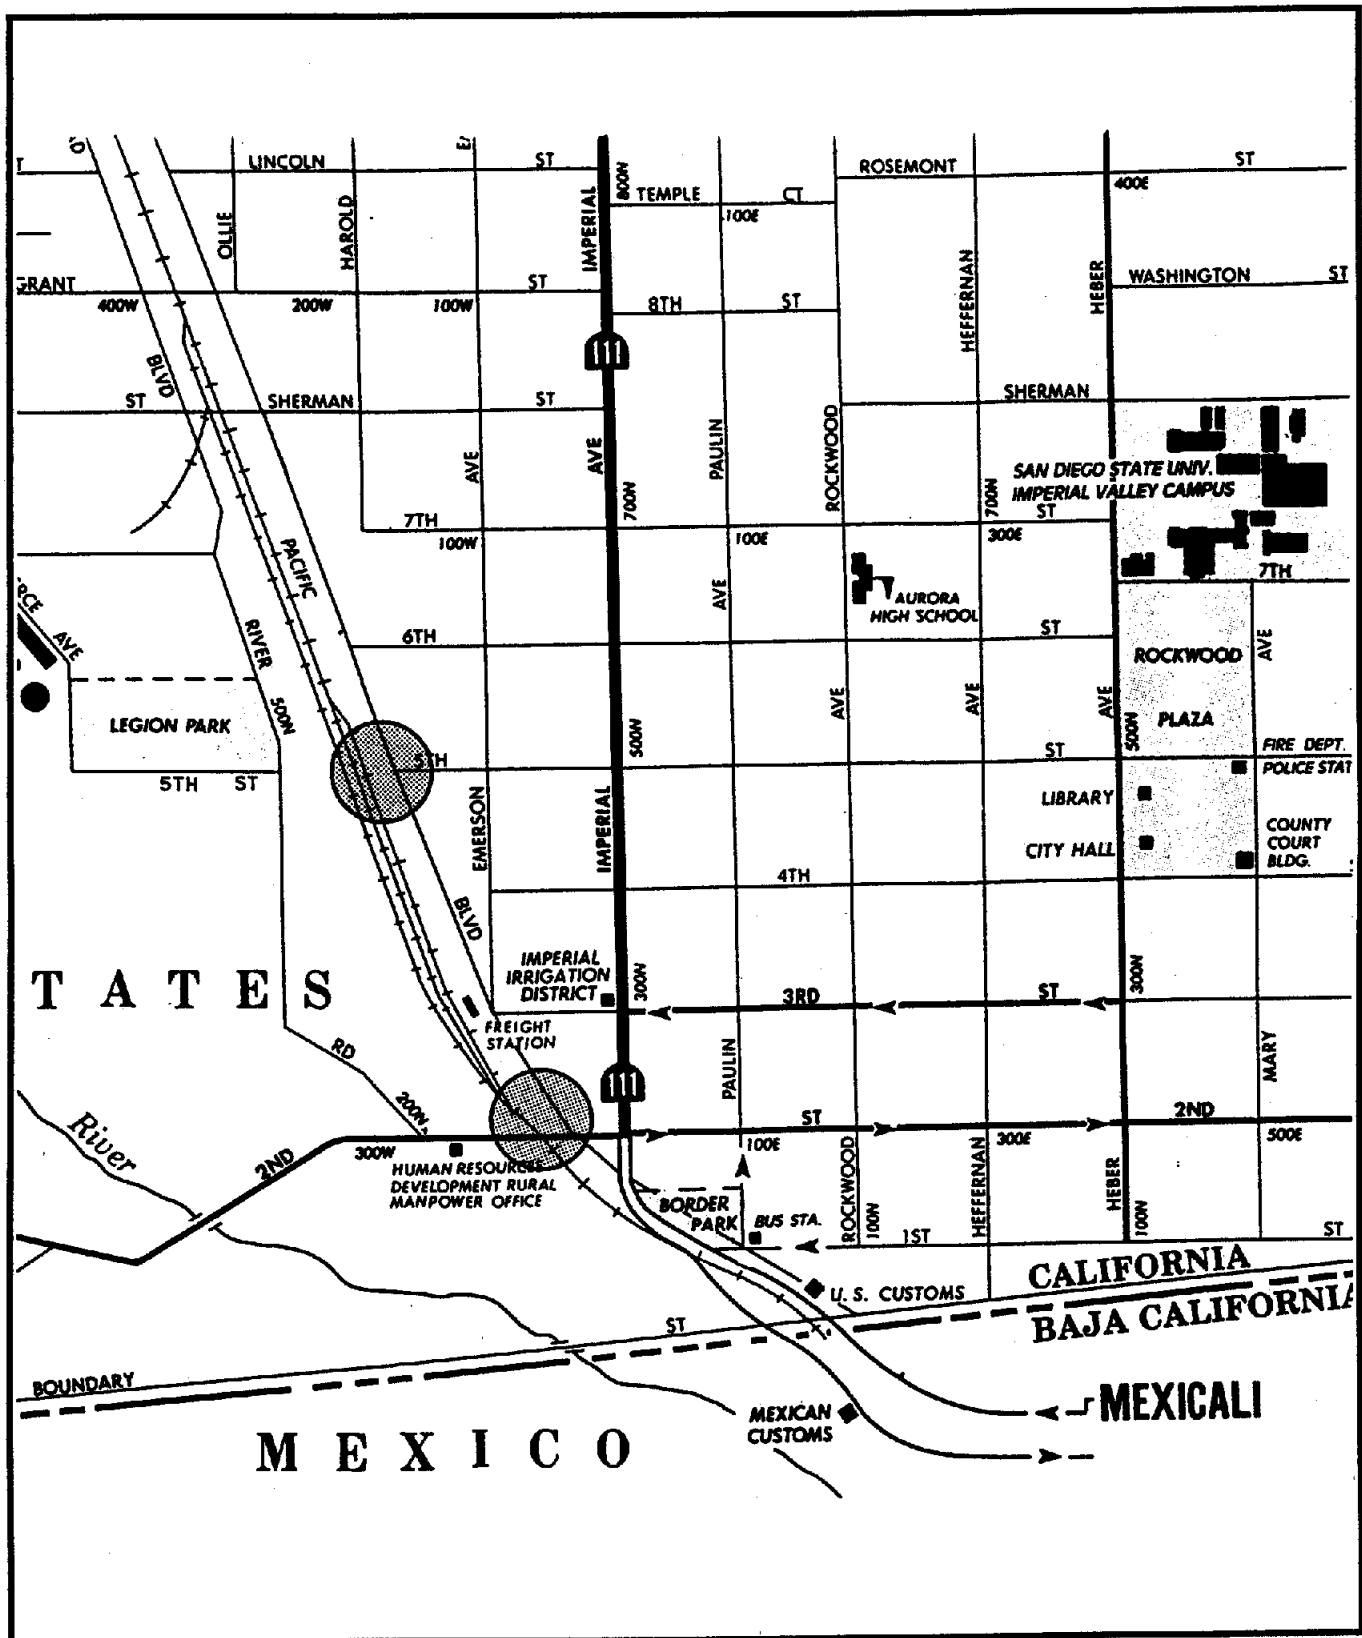 LINCOLN ST
ROSEMONT ST
800N
400E
TEMPLE CT
100E
OLLIE
HAROLD
IMPERIAL
HEFFERNAN
HEBER
WASHINGTON ST
GRANT ST
400W 200W 100W
8TH ST
111
BLVD
ST SHERMAN ST
SHERMAN
AVE
AVE
PAULIN
ROCKWOOD
SAN DIEGO STATE UNIV.
IMPERIAL VALLEY CAMPUS
700N
700N
ST
7TH
100W
100E
300E
PACIFIC
7TH
AVE
AURORA
HIGH SCHOOL
AVE
RIVER
6TH
ST
AVE
ROCKWOOD
PLAZA
500N
LEGION PARK
500N
AVE
AVE
AVE
500N
5TH
ST
FIRE DEPT.
5TH ST
POLICE STAT
EMERSON
IMPERIAL
LIBRARY
CITY HALL
COUNTY
COURT
BLDG.
4TH
BLVD
IMPERIAL
IRRIGATION
DISTRICT
300N
300N
T A T E S
3RD ST
FREIGHT
STATION
RD
PAULIN
MARY
111
200N
River
2ND
ST
2ND
300W
100E
300E
500E
HUMAN RESOURCES
DEVELOPMENT RURAL
MANPOWER OFFICE
ROCKWOOD
HEFFERNAN
HEBER
BORDER
PARK
BUS STA.
100N
100N
1ST
ST
CALIFORNIA
U. S. CUSTOMS
BAJA CALIFORNIA
ST
BOUNDARY
MEXICALI
MEXICAN
CUSTOMS
M E X I C O